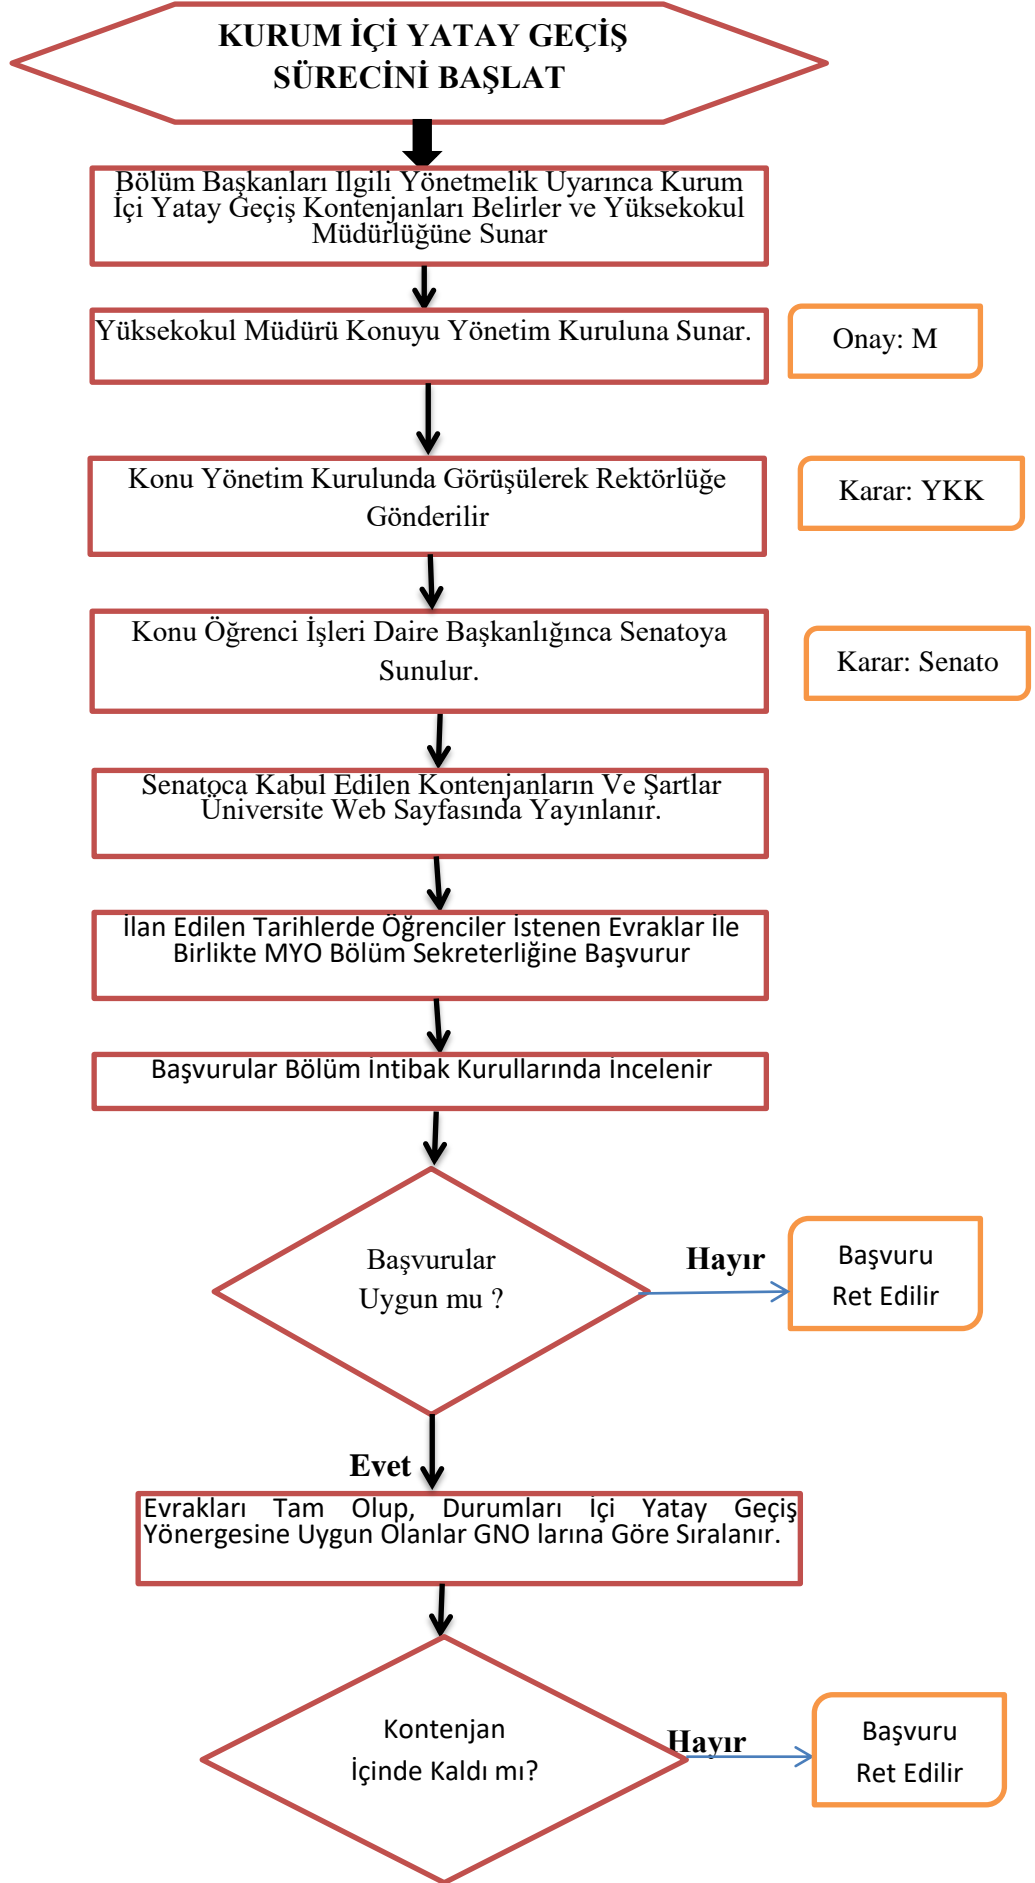 KURUM İÇİ YATAY GEÇİŞ
SÜRECİNİ BAŞLAT
Bölüm Başkanları Ilgili Yönetmelik Uyarınca Kurum
İçi Yatay Geçiş Kontenjanları Belirler ve Yüksekokul
Müdürlüğüne Sunar
Yüksekokul Müdürü Konuyu Yönetim Kuruluna Sunar.
Onay: M
Konu Yönetim Kurulunda Görüşülerek Rektörlüğe
Gönderilir
Karar: YKK
Konu Öğrenci İşleri Daire Başkanlığınca Senatoya
Sunulur.
Karar: Senato
Senatoca Kabul Edilen Kontenjanların Ve Şartlar
Üniversite Web Sayfasında Yayınlanır.
İlan Edilen Tarihlerde Öğrenciler İstenen Evraklar İle
Birlikte MYO Bölüm Sekreterliğine Başvurur
Başvurular Bölüm İntibak Kurullarında İncelenir
Başvurular
Uygun mu ?
Hayır
Başvuru
Ret Edilir
Evet
Evrakları Tam Olup, Durumları İçi Yatay Geçiş
Yönergesine Uygun Olanlar GNO larına Göre Sıralanır.
Kontenjan
İçinde Kaldı mı?
Hayır
Başvuru
Ret Edilir